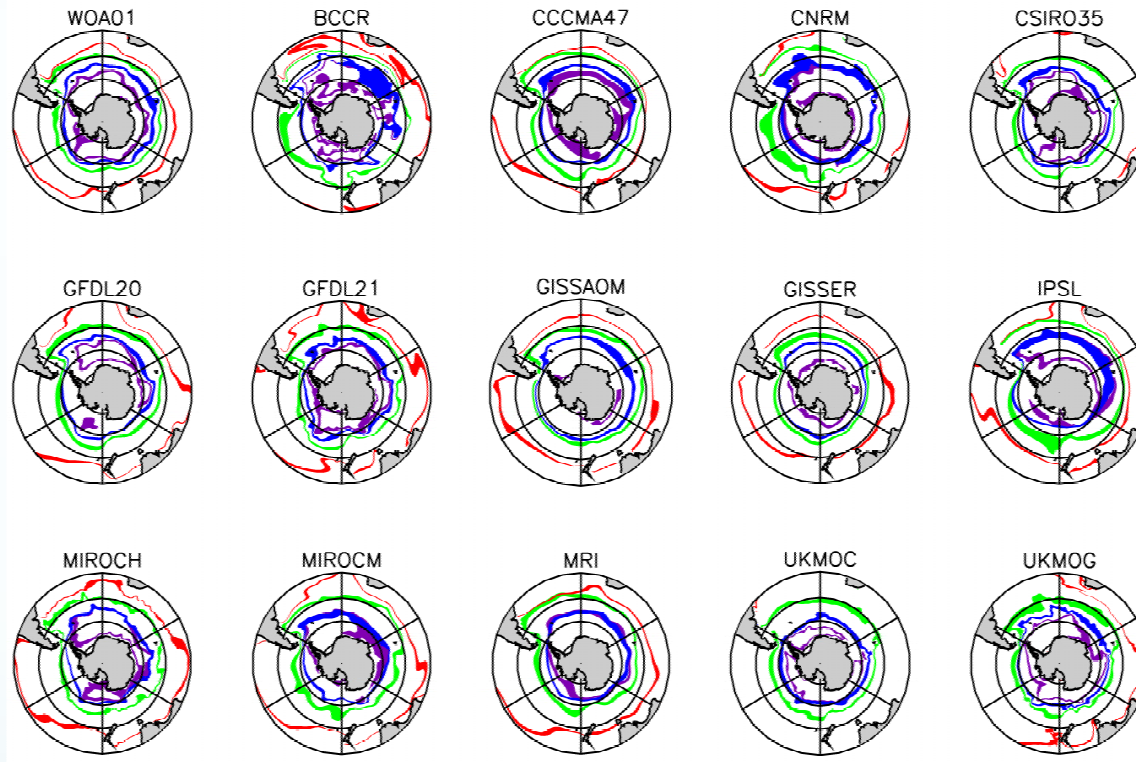 WOA01 BCCR CCCMA47 CNRM CSIRO35
GFDL20 GFDL21 GISSAOM GISSER IPSL
MIROCH MIROCM MRI UKMOC UKMOG